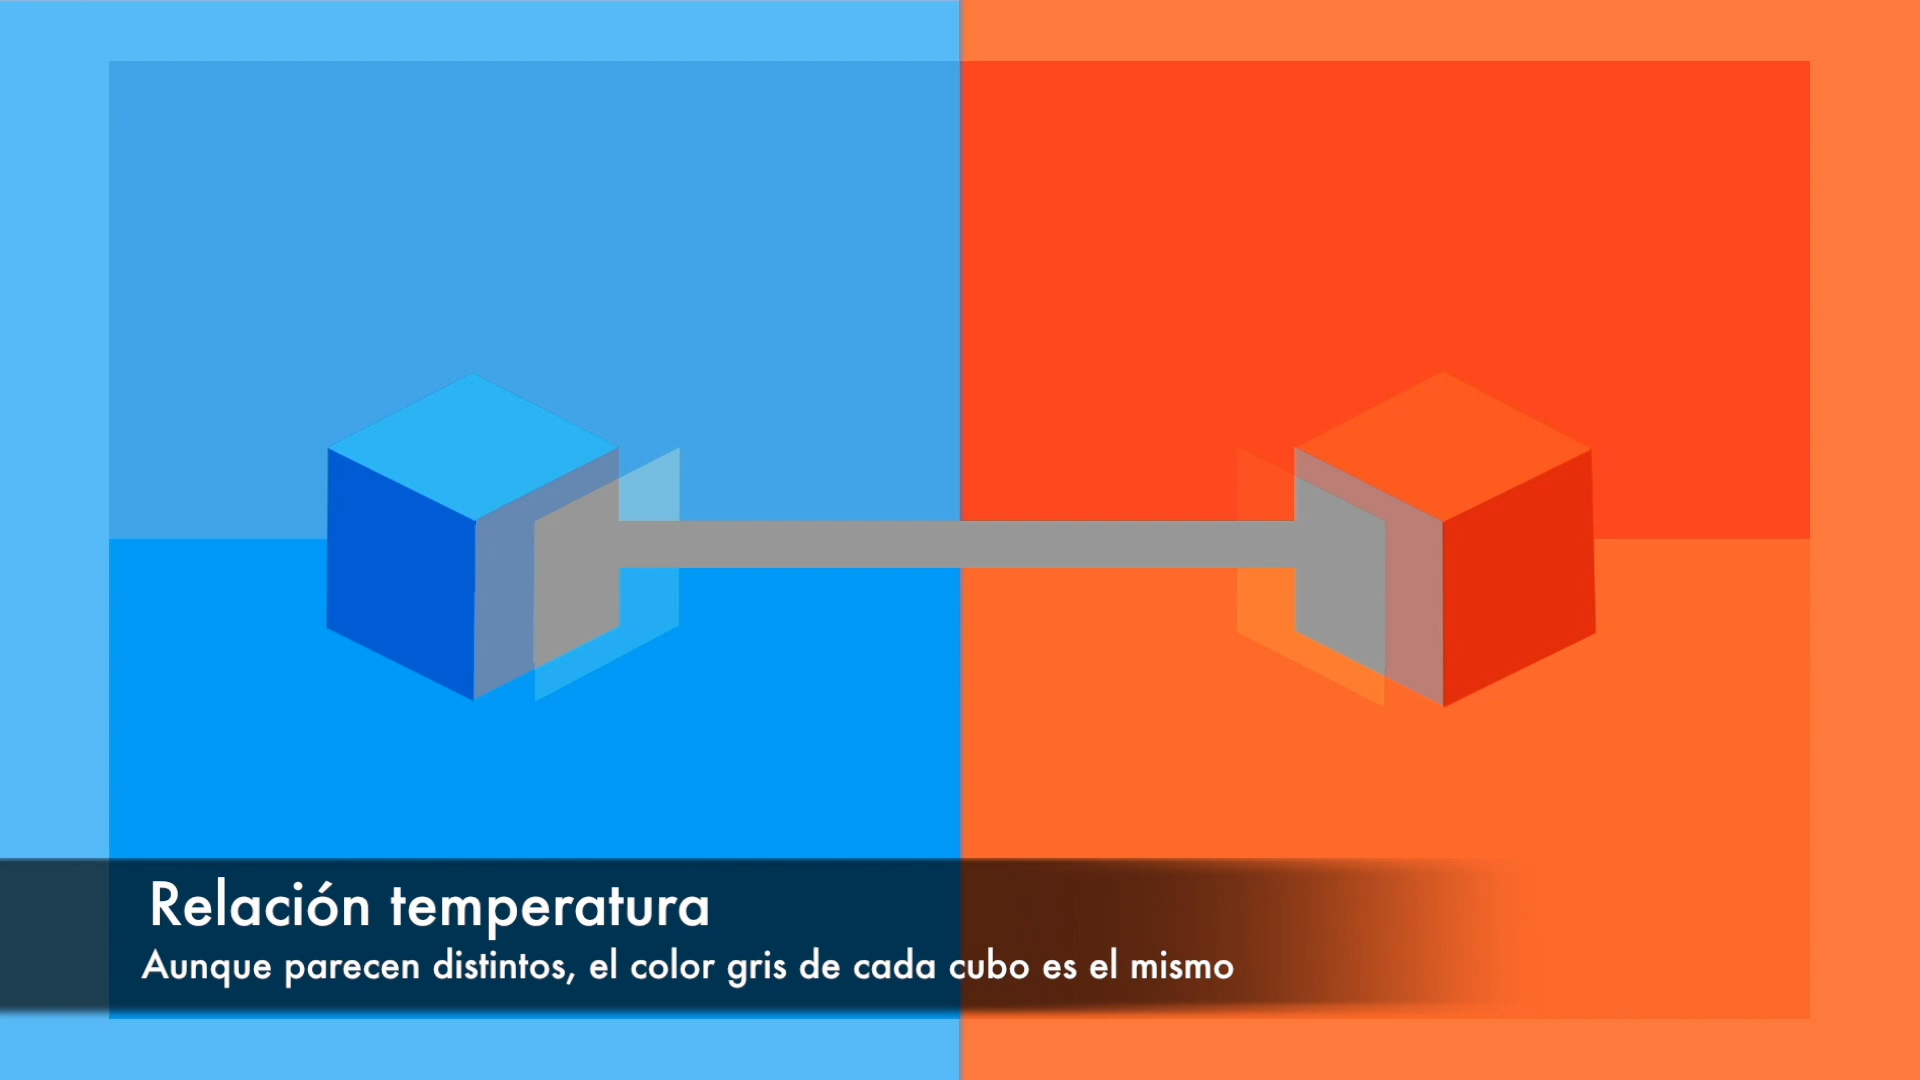 Relación temperatura
Aunque parecen distintos, el color gris de cada cubo es el mismo